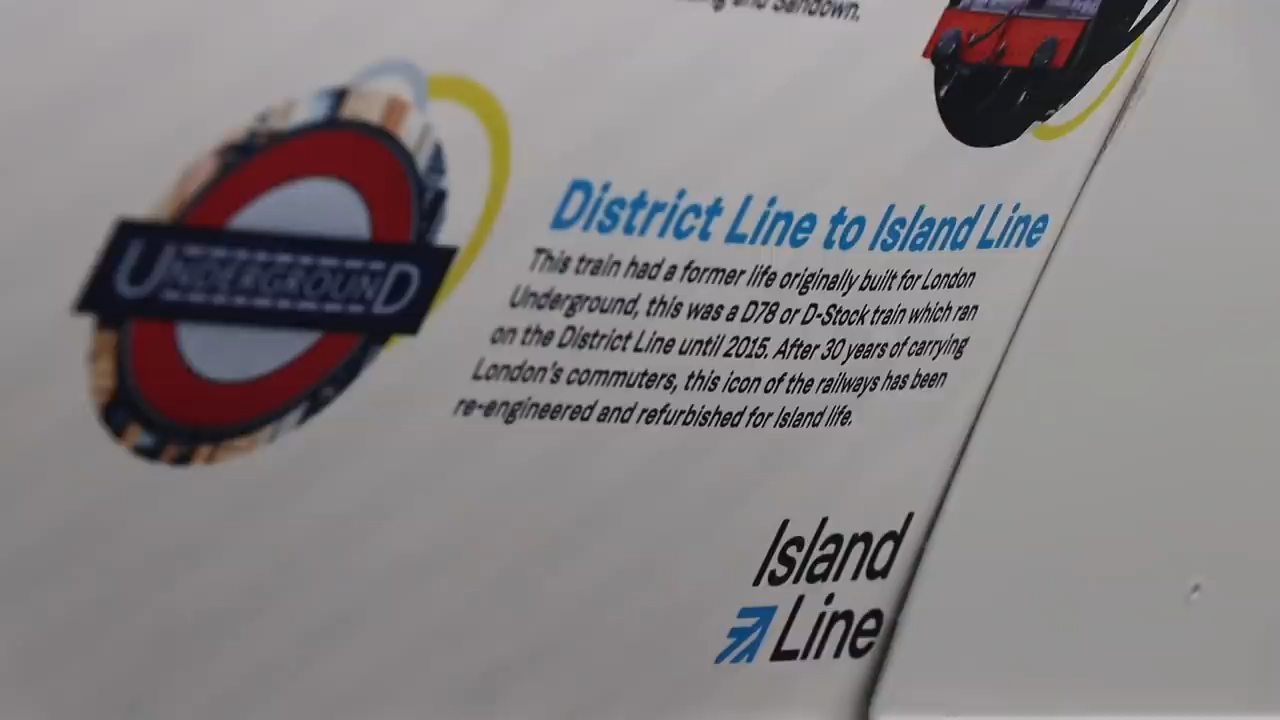 and Sandown.
UNDERGROUND
District Line to Island Line
This train had a former life originally built for London
Underground, this was a D78 or D-Stock train which ran
on the District Line until 2015. After 30 years of carrying
London's commuters, this icon of the railways has been
re-engineered and refurbished for Island life.
Island
Line